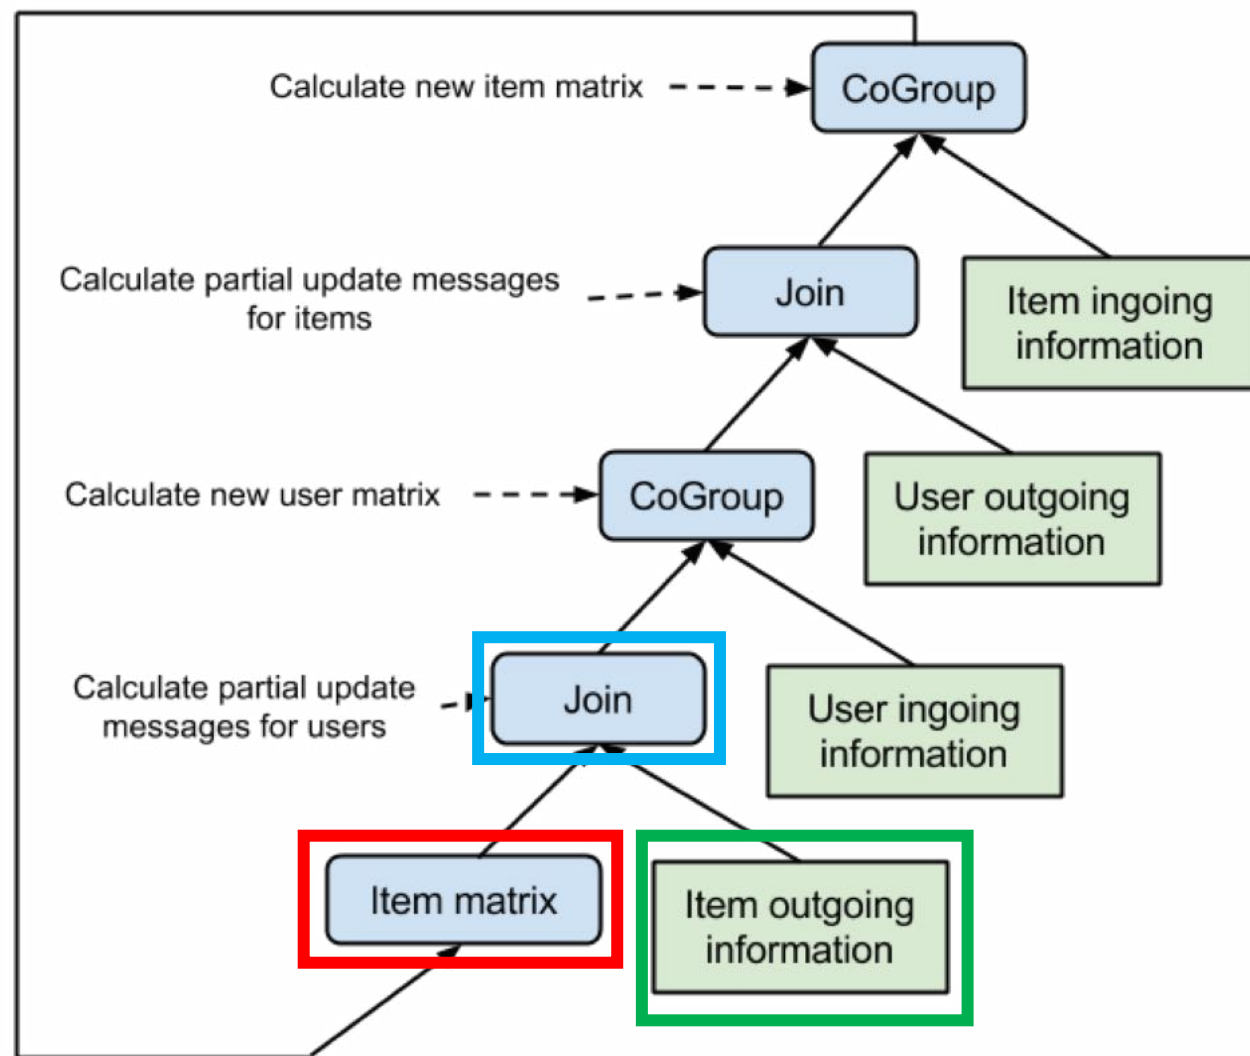 Calculate new item matrix
CoGroup
Calculate partial update messages
for items
Join
Item ingoing
information
Calculate new user matrix
CoGroup
User outgoing
information
Calculate partial update
messages for users
Join
User ingoing
information
Item matrix
Item outgoing
information